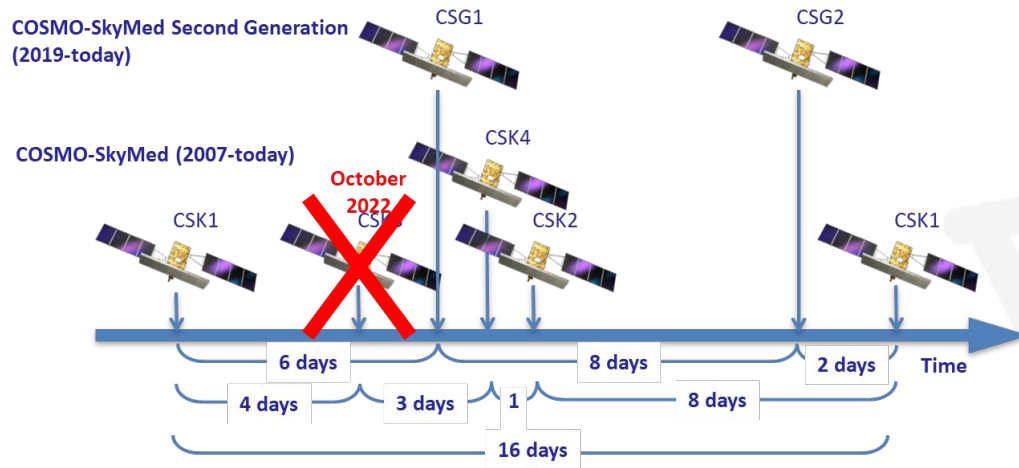 CSG1
CSG2
COSMO-SkyMed Second Generation
(2019-today)
CSK4
COSMO-SkyMed (2007-today)
October
2022
CSK1
CSK2
CSK1
6 days
8 days
2 days
Time
4 days
3 days
1
8 days
16 days